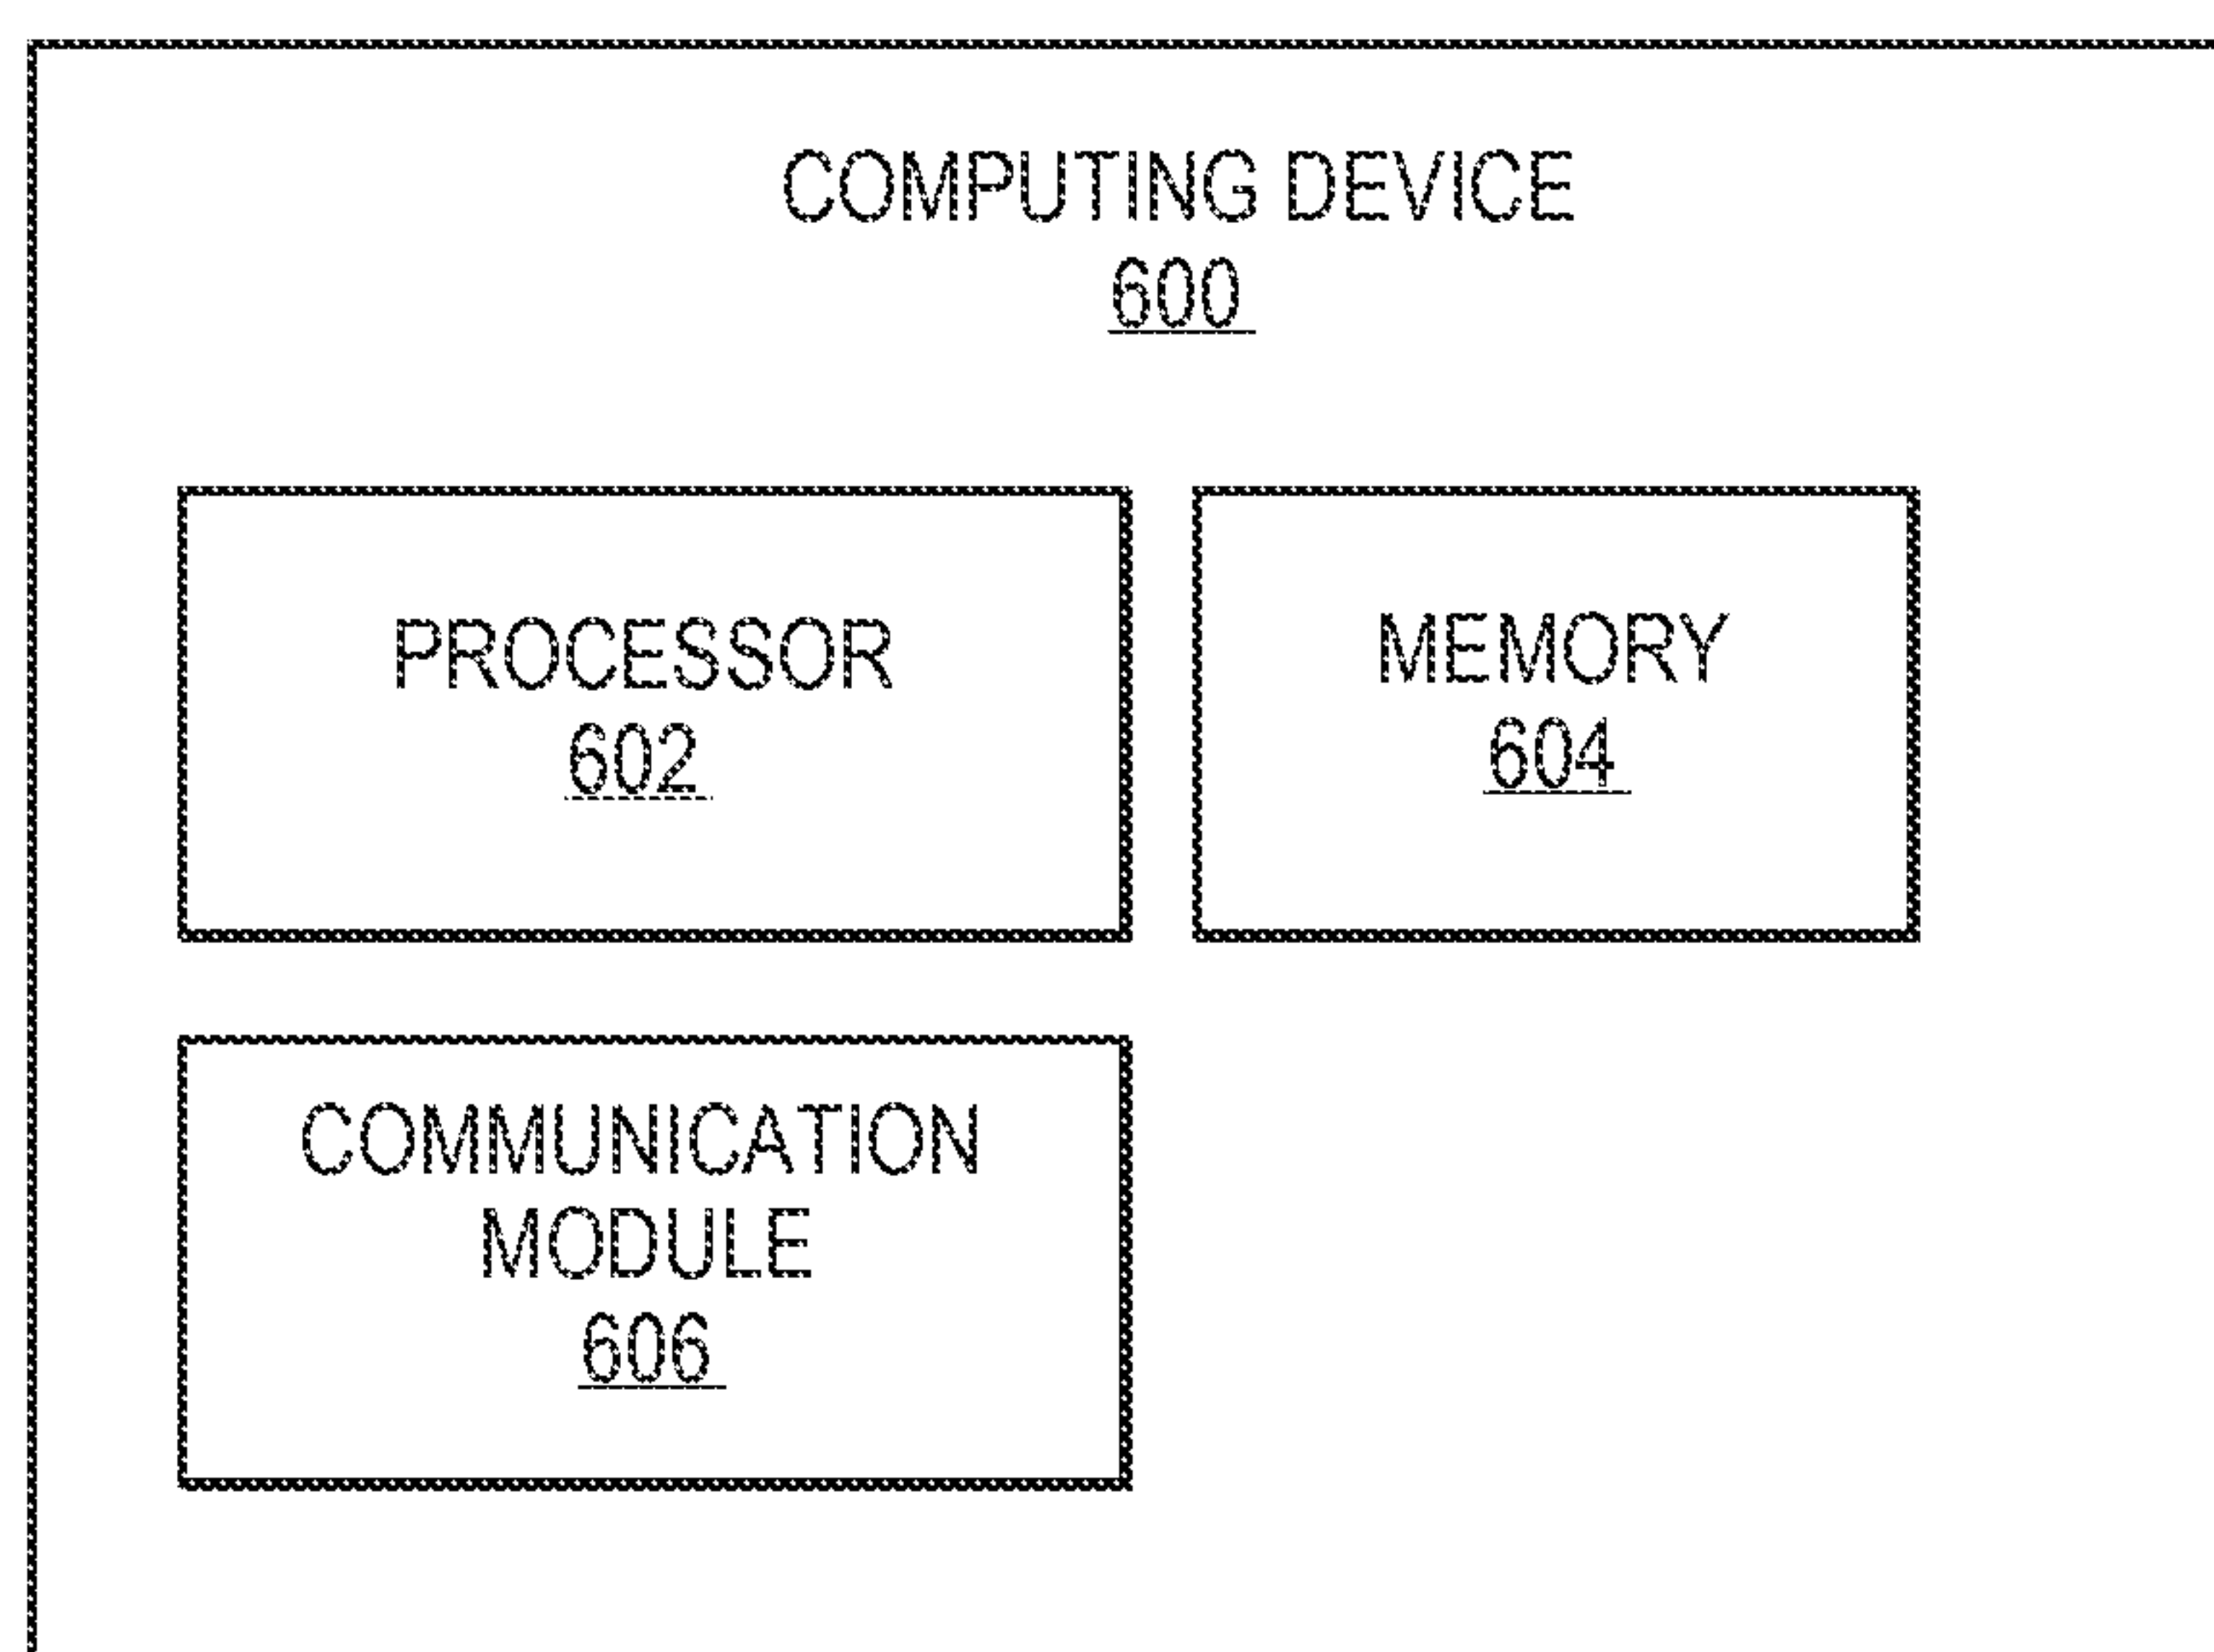 COMPUTING DEVICE
600
PROCESSOR
602
MEMORY
604
COMMUNICATION
MODULE
606